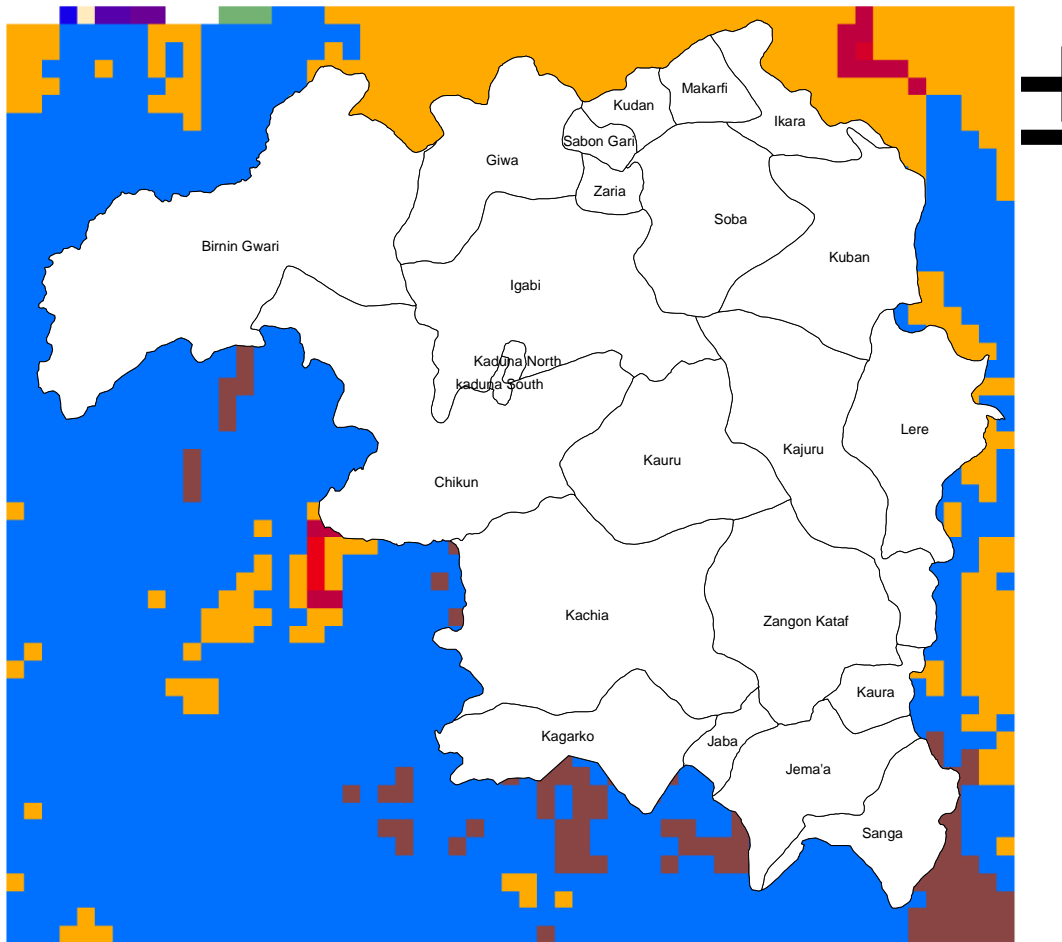 Makarfi
Kudan
Ikara
Sabon Gari
Giwa
Zaria
Soba
Birnin Gwari
Kuban
Igabi
Kaduna North
kaduna South
Lere
Kajuru
Kauru
Chikun
Kachia
Zangon Kataf
Kaura
Kagarko
Jaba
Jema'a
Sanga